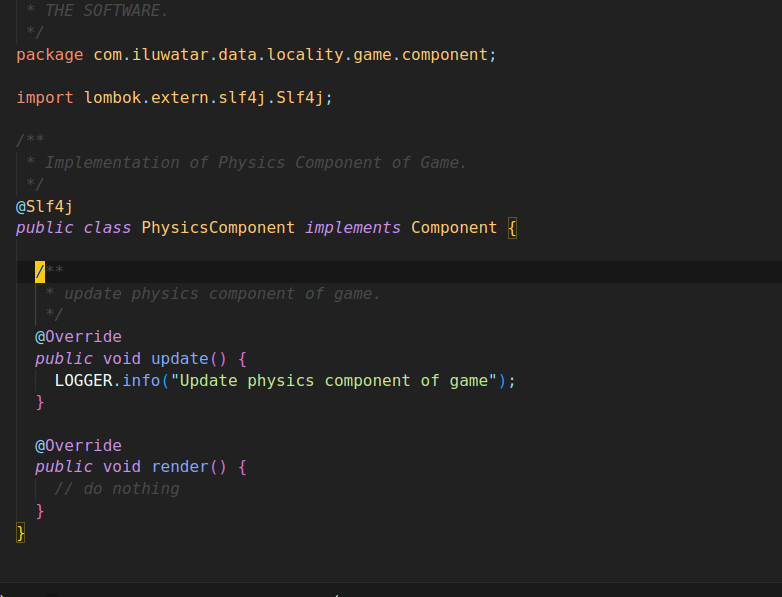 * THE SOFTWARE.
*/
package com.iluwatar.data.locality.game.component;
import lombok.extern.slf4j.Slf4j;
/**
* Implementation of Physics Component of Game.
*/
@Slf4j
public class PhysicsComponent implements Component {
/**
* update physics component of game.
*/
@Override
public void update() {
LOGGER.info("Update physics component of game");
}
@Override
public void render() {
// do nothing
}
}